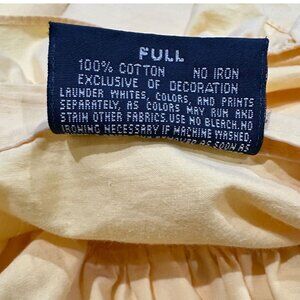 FULL
100% COTTON NO IRON
EXCLUSIVE OF DECORATION
LAUNDER WHITES, COLORS, AND PRINTS
SEPARATELY, AS COLORS MAY RUN AND
STAIN OTHER FABRICS. USE NO BLEACH. NO
IRONING NECESSARY IF MACHINE WASHED,
AS SOON AS